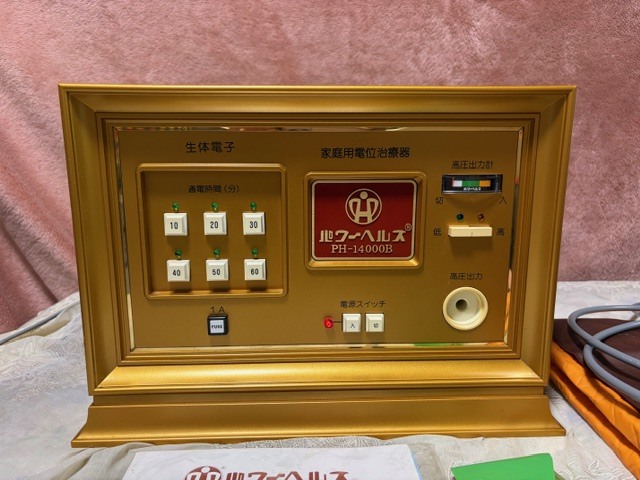 生体電子
通電時間(分)
10 20 30
40 50 60
1A
FUSE
家庭用電位治療器
パワーヘルス®
PH-14000B
電源スイッチ
入 切
高圧出力計
切 入
低 高
高圧出力
パワーヘルス